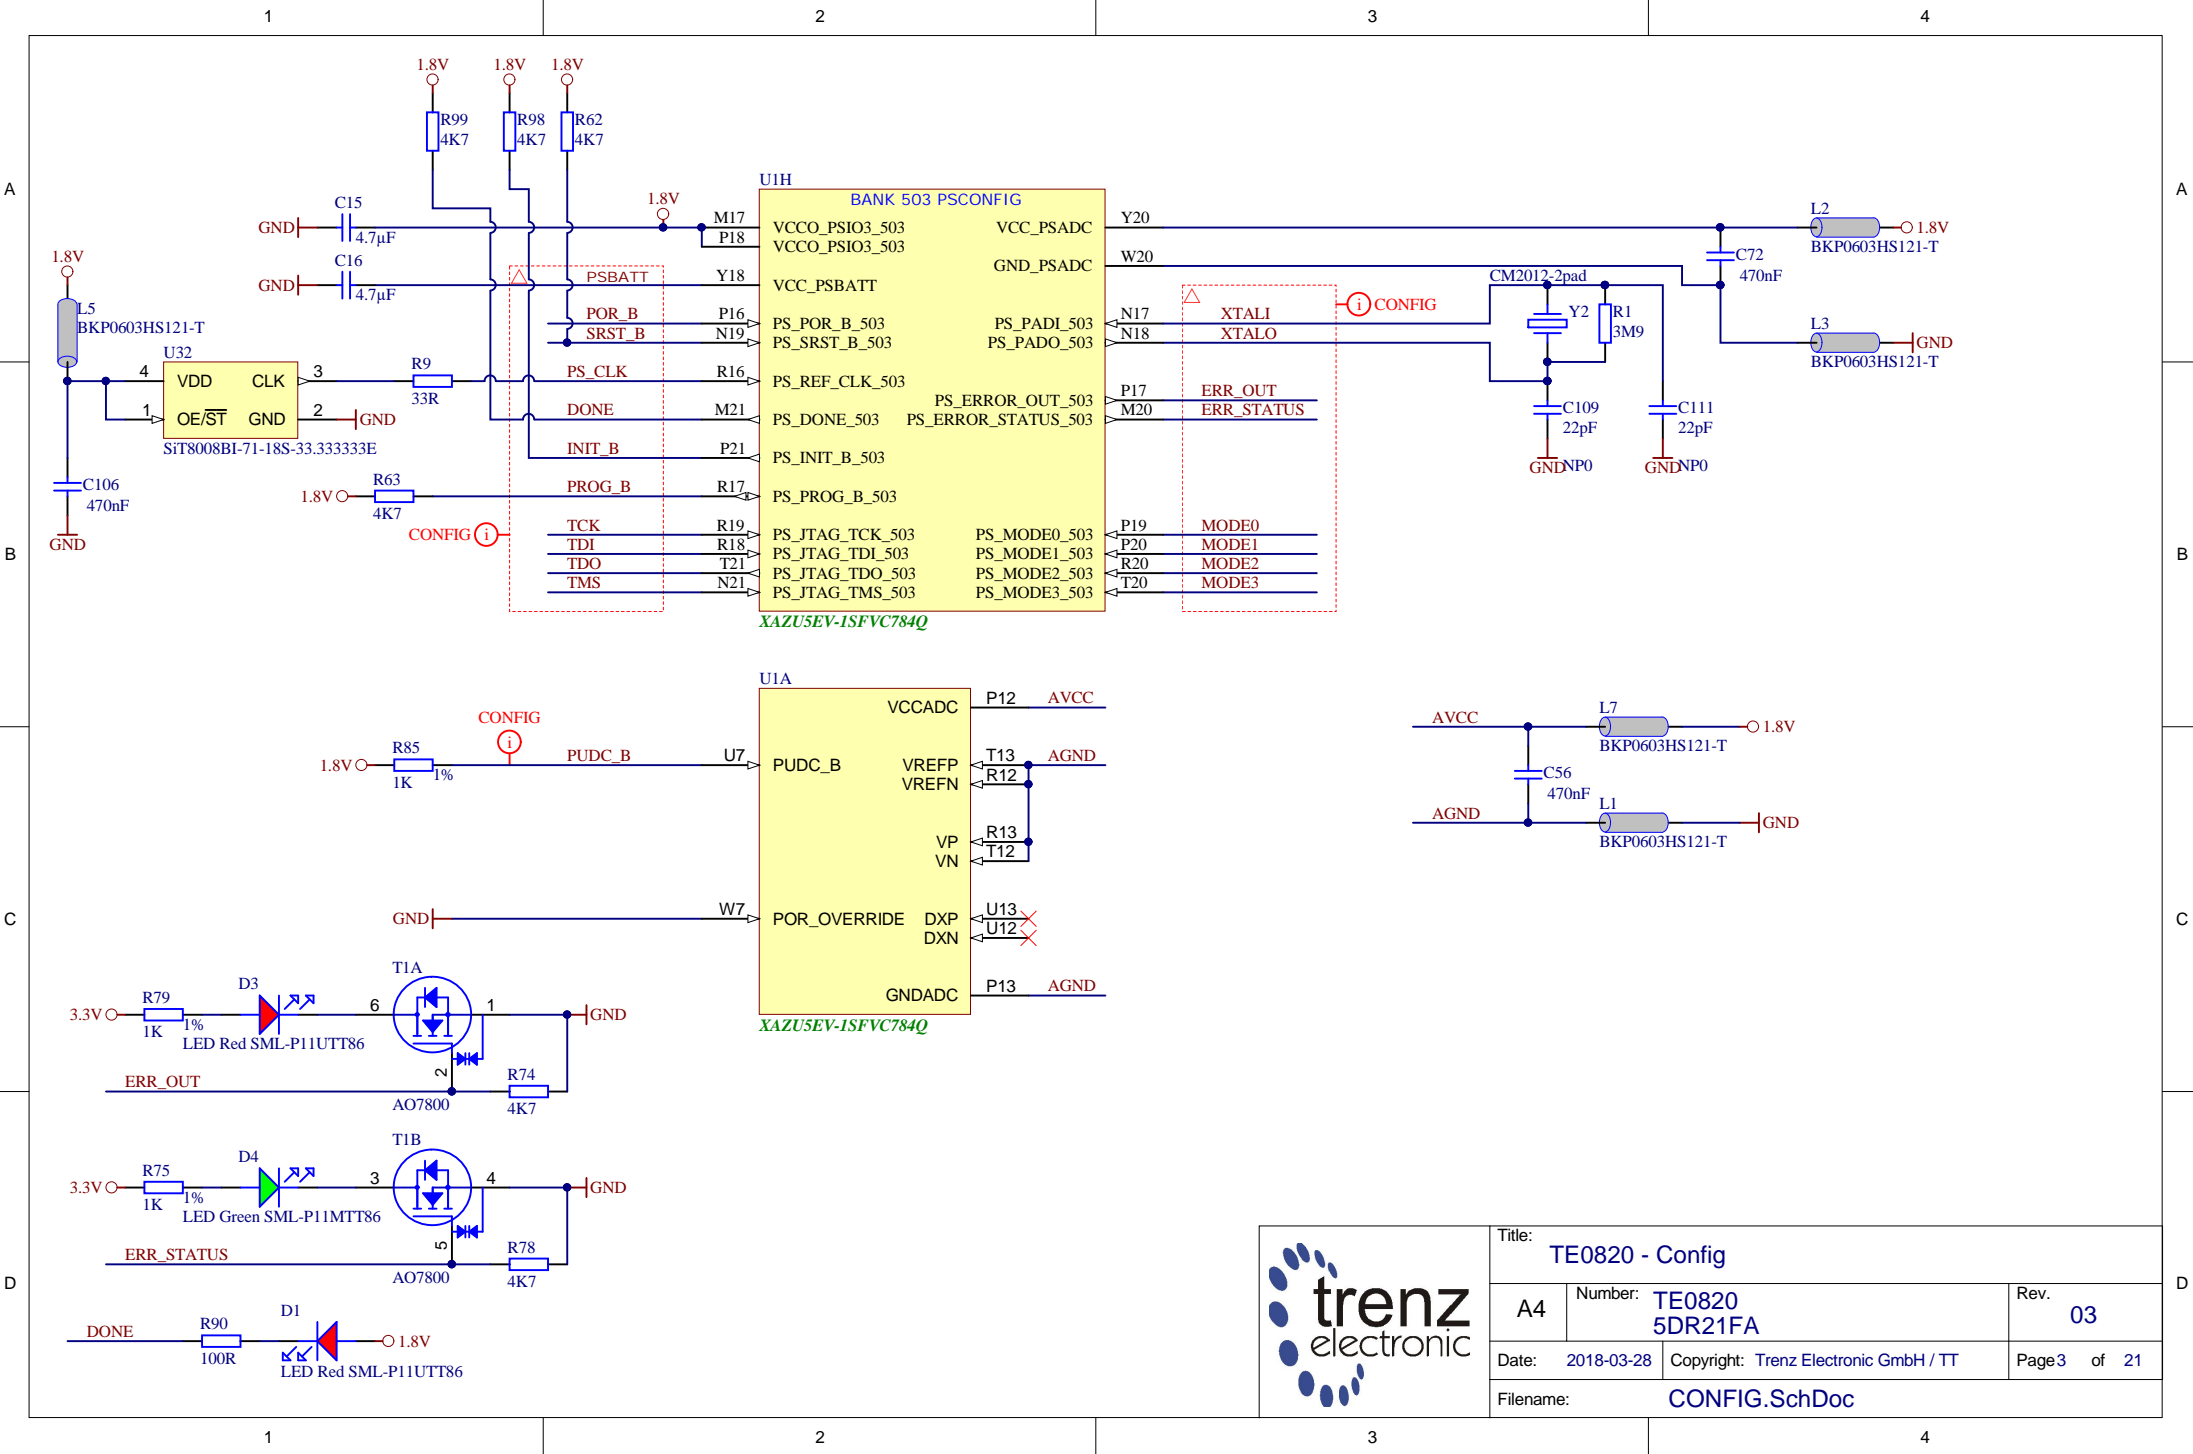 1 2 3 4
A A
B B
C C
D D
1.8V 1.8V 1.8V
R99 R98 R62
4K7 4K7 4K7
U1H
BANK 503 PSCONFIG
C15
GND
4.7µF
1.8V
M17 VCCO_PSIO3_503
P18 VCCO_PSIO3_503
VCC_PSADC Y20
L2
1.8V
BKP0603HS121-T
C16
GND
4.7µF
PSBATT
Y18 VCC_PSBATT
GND_PSADC W20
C72
470nF
POR_B P16 PS_POR_B_503
SRST_B N19 PS_SRST_B_503
PS_PADI_503 N17 XTALI
PS_PADO_503 N18 XTALO
CONFIG
i
CM2012-2pad
Y2
R1
3M9
L3
GND
BKP0603HS121-T
1.8V
L5
BKP0603HS121-T
U32
4 VDD CLK 3
1 OE/ST GND 2
GND
SiT8008BI-71-18S-33.333333E
C106
470nF
GND
R9
33R
PS_CLK R16 PS_REF_CLK_503
DONE M21 PS_DONE_503
INIT_B P21 PS_INIT_B_503
1.8V
R63
4K7
PROG_B R17 PS_PROG_B_503
CONFIG
i
TCK R19 PS_JTAG_TCK_503
TDI R18 PS_JTAG_TDI_503
TDO T21 PS_JTAG_TDO_503
TMS N21 PS_JTAG_TMS_503
PS_ERROR_OUT_503 P17 ERR_OUT
PS_ERROR_STATUS_503 M20 ERR_STATUS
PS_MODE0_503 P19 MODE0
PS_MODE1_503 P20 MODE1
PS_MODE2_503 R20 MODE2
PS_MODE3_503 T20 MODE3
C109
22pF
GND NP0
C111
22pF
GND NP0
XAZU5EV-1SFVC784Q
U1A
VCCADC P12 AVCC
CONFIG
i
1.8V
R85
1K
1%
PUDC_B U7 PUDC_B
VREFP T13 AGND
VREFN R12
VP R13
VN T12
GND W7 POR_OVERRIDE
DXP U13
DXN U12
GNDADC P13 AGND
XAZU5EV-1SFVC784Q
AVCC
L7
1.8V
BKP0603HS121-T
C56
470nF
AGND
L1
GND
BKP0603HS121-T
3.3V
R79
1K
1%
D3
LED Red SML-P11UTT86
T1A
6 1
2
GND
ERR_OUT
AO7800
R74
4K7
3.3V
R75
1K
1%
D4
LED Green SML-P11MTT86
T1B
3 4
5
GND
ERR_STATUS
AO7800
R78
4K7
DONE
R90
100R
D1
1.8V
LED Red SML-P11UTT86
trenz
electronic
Title:
TE0820 - Config
A4
Number: TE0820
5DR21FA
Rev.
03
Date: 2018-03-28 Copyright: Trenz Electronic GmbH / TT Page 3 of 21
Filename: CONFIG.SchDoc
1 2 3 4